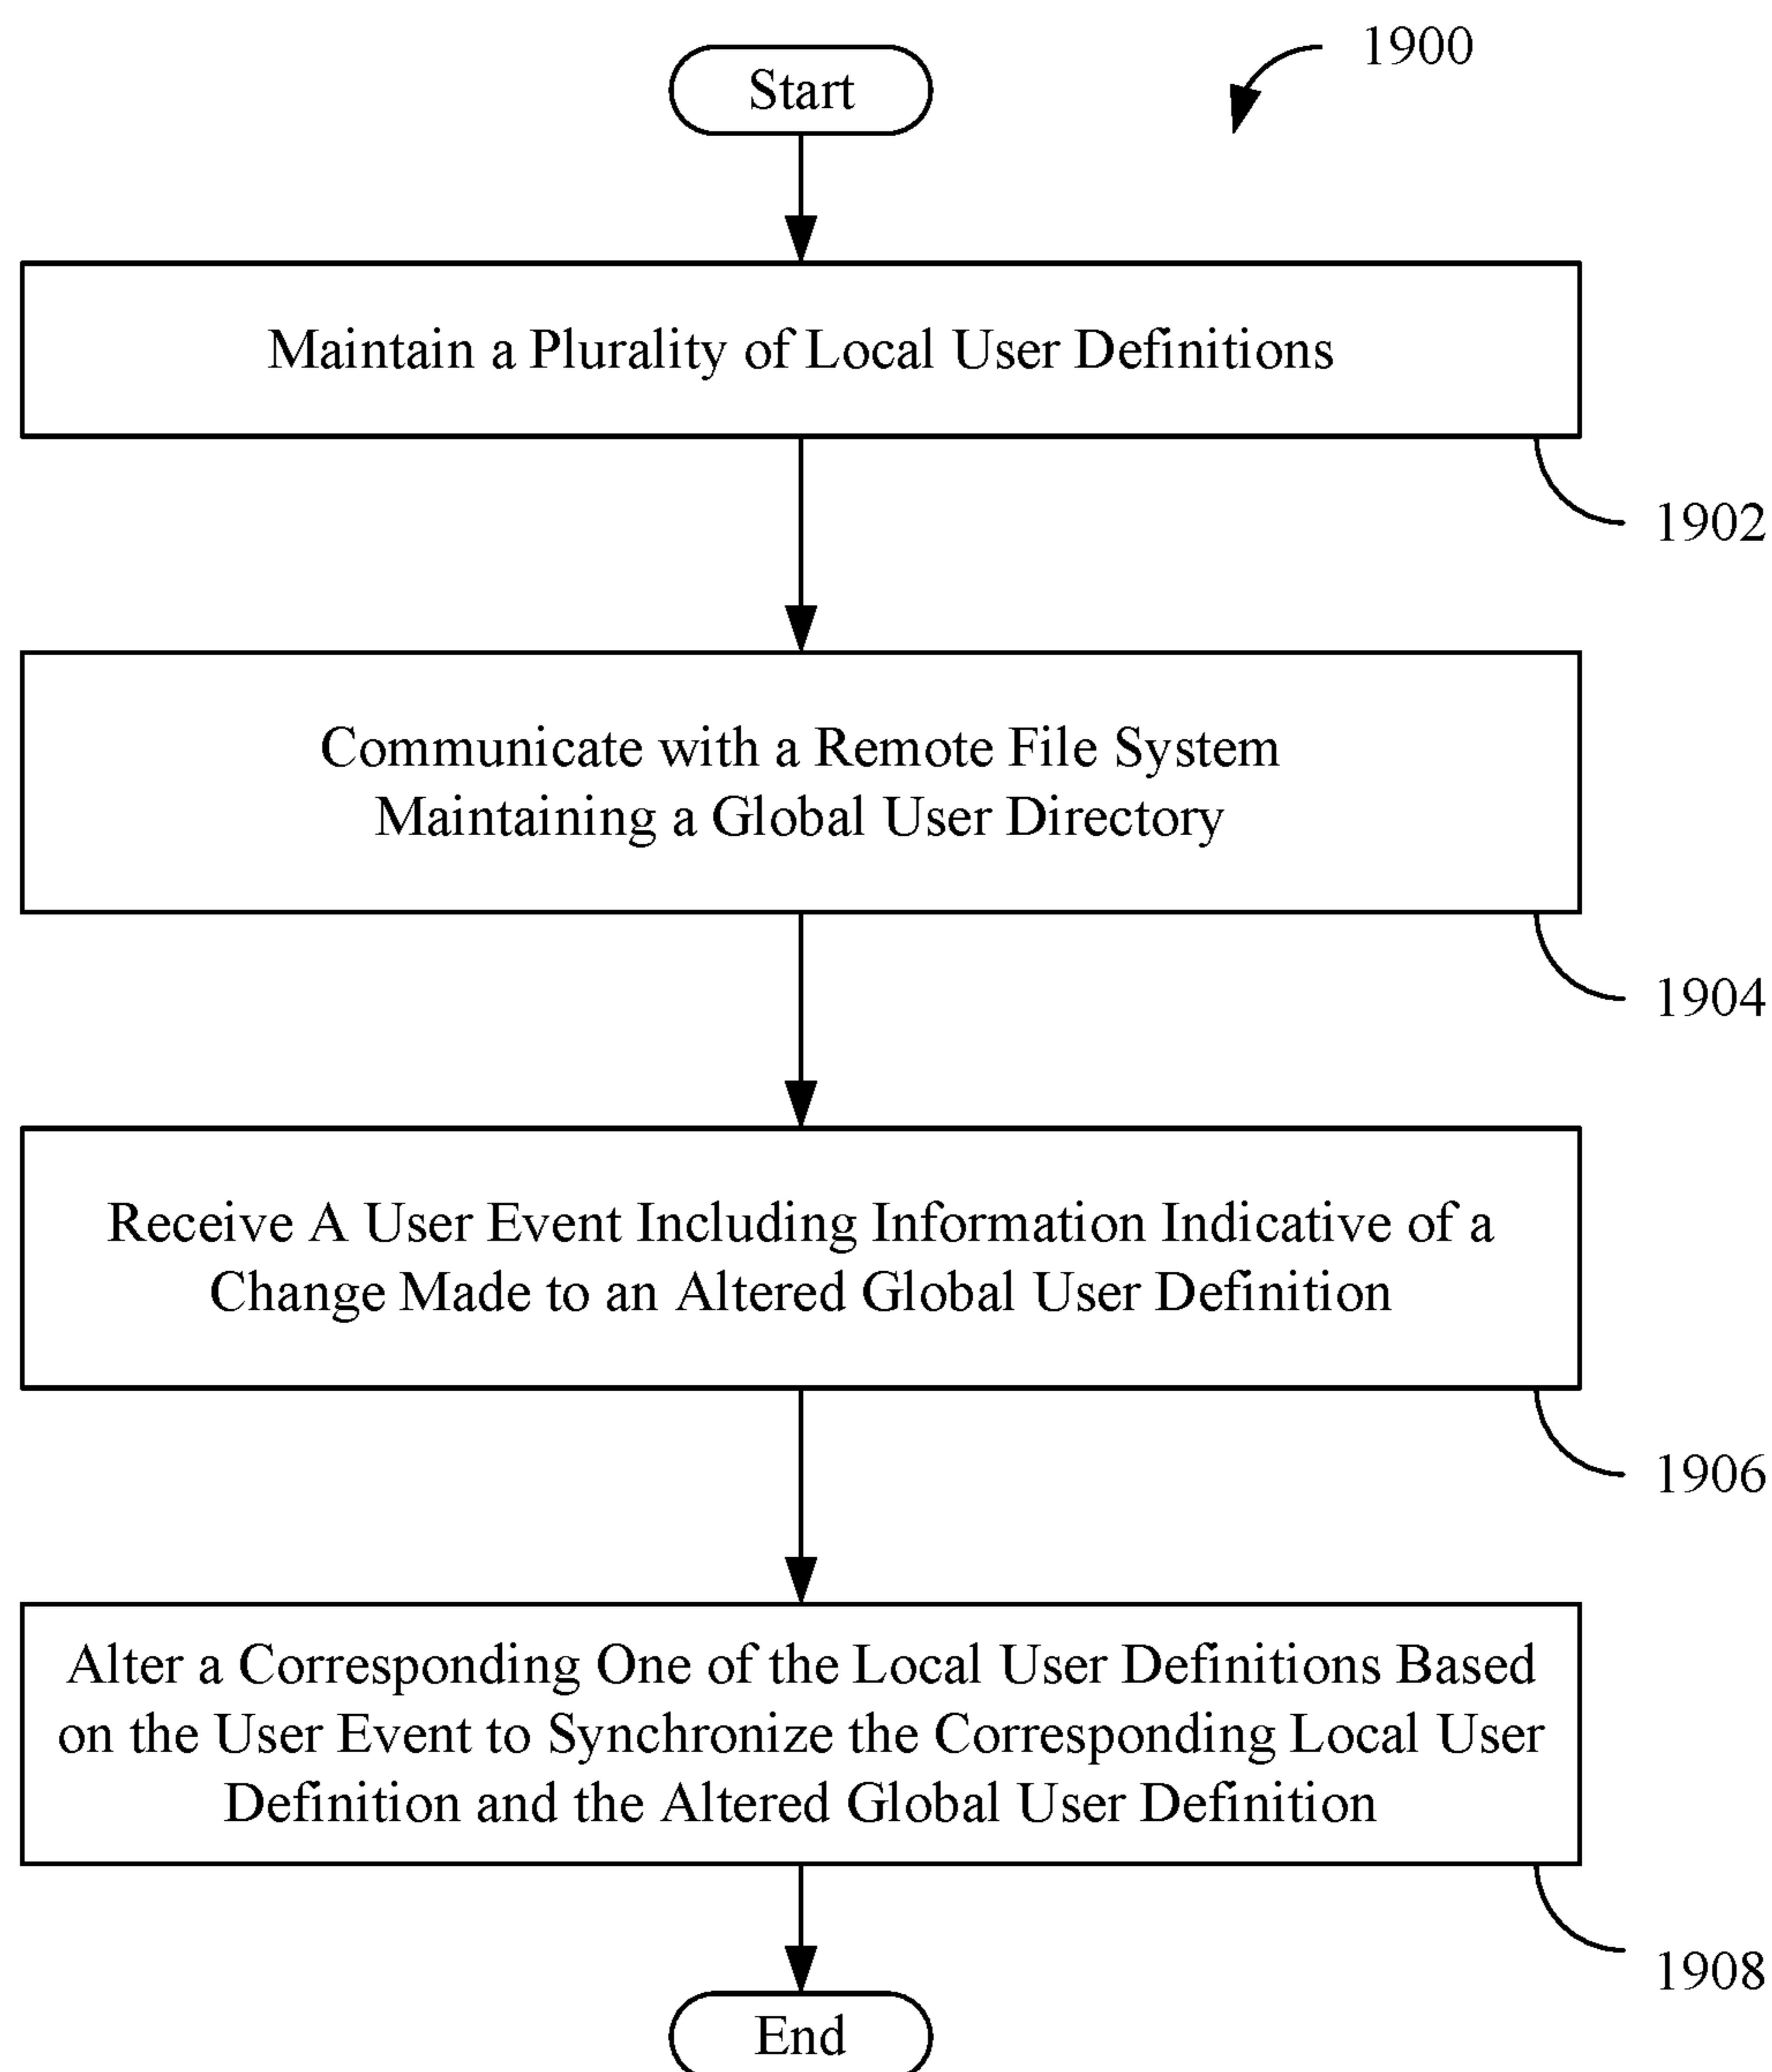 1900
Start
Maintain a Plurality of Local User Definitions
1902
Communicate with a Remote File System
Maintaining a Global User Directory
1904
Receive A User Event Including Information Indicative of a
Change Made to an Altered Global User Definition
1906
Alter a Corresponding One of the Local User Definitions Based
on the User Event to Synchronize the Corresponding Local User
Definition and the Altered Global User Definition
1908
End